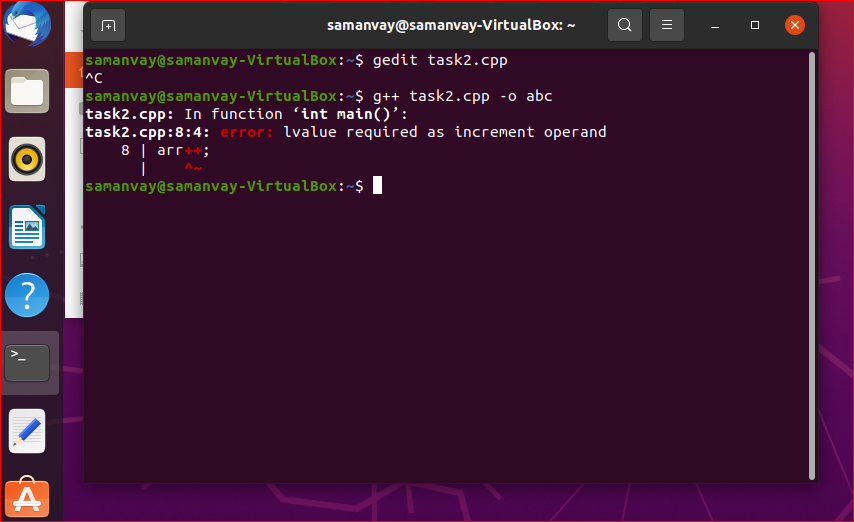 samanvay@samanvay-VirtualBox: ~
samanvay@samanvay-VirtualBox:~$ gedit task2.cpp
^C
samanvay@samanvay-VirtualBox:~$ g++ task2.cpp -o abc
task2.cpp: In function ‘int main()’:
task2.cpp:8:4: error: lvalue required as increment operand
    8 | arr++;
      |    ^~
samanvay@samanvay-VirtualBox:~$